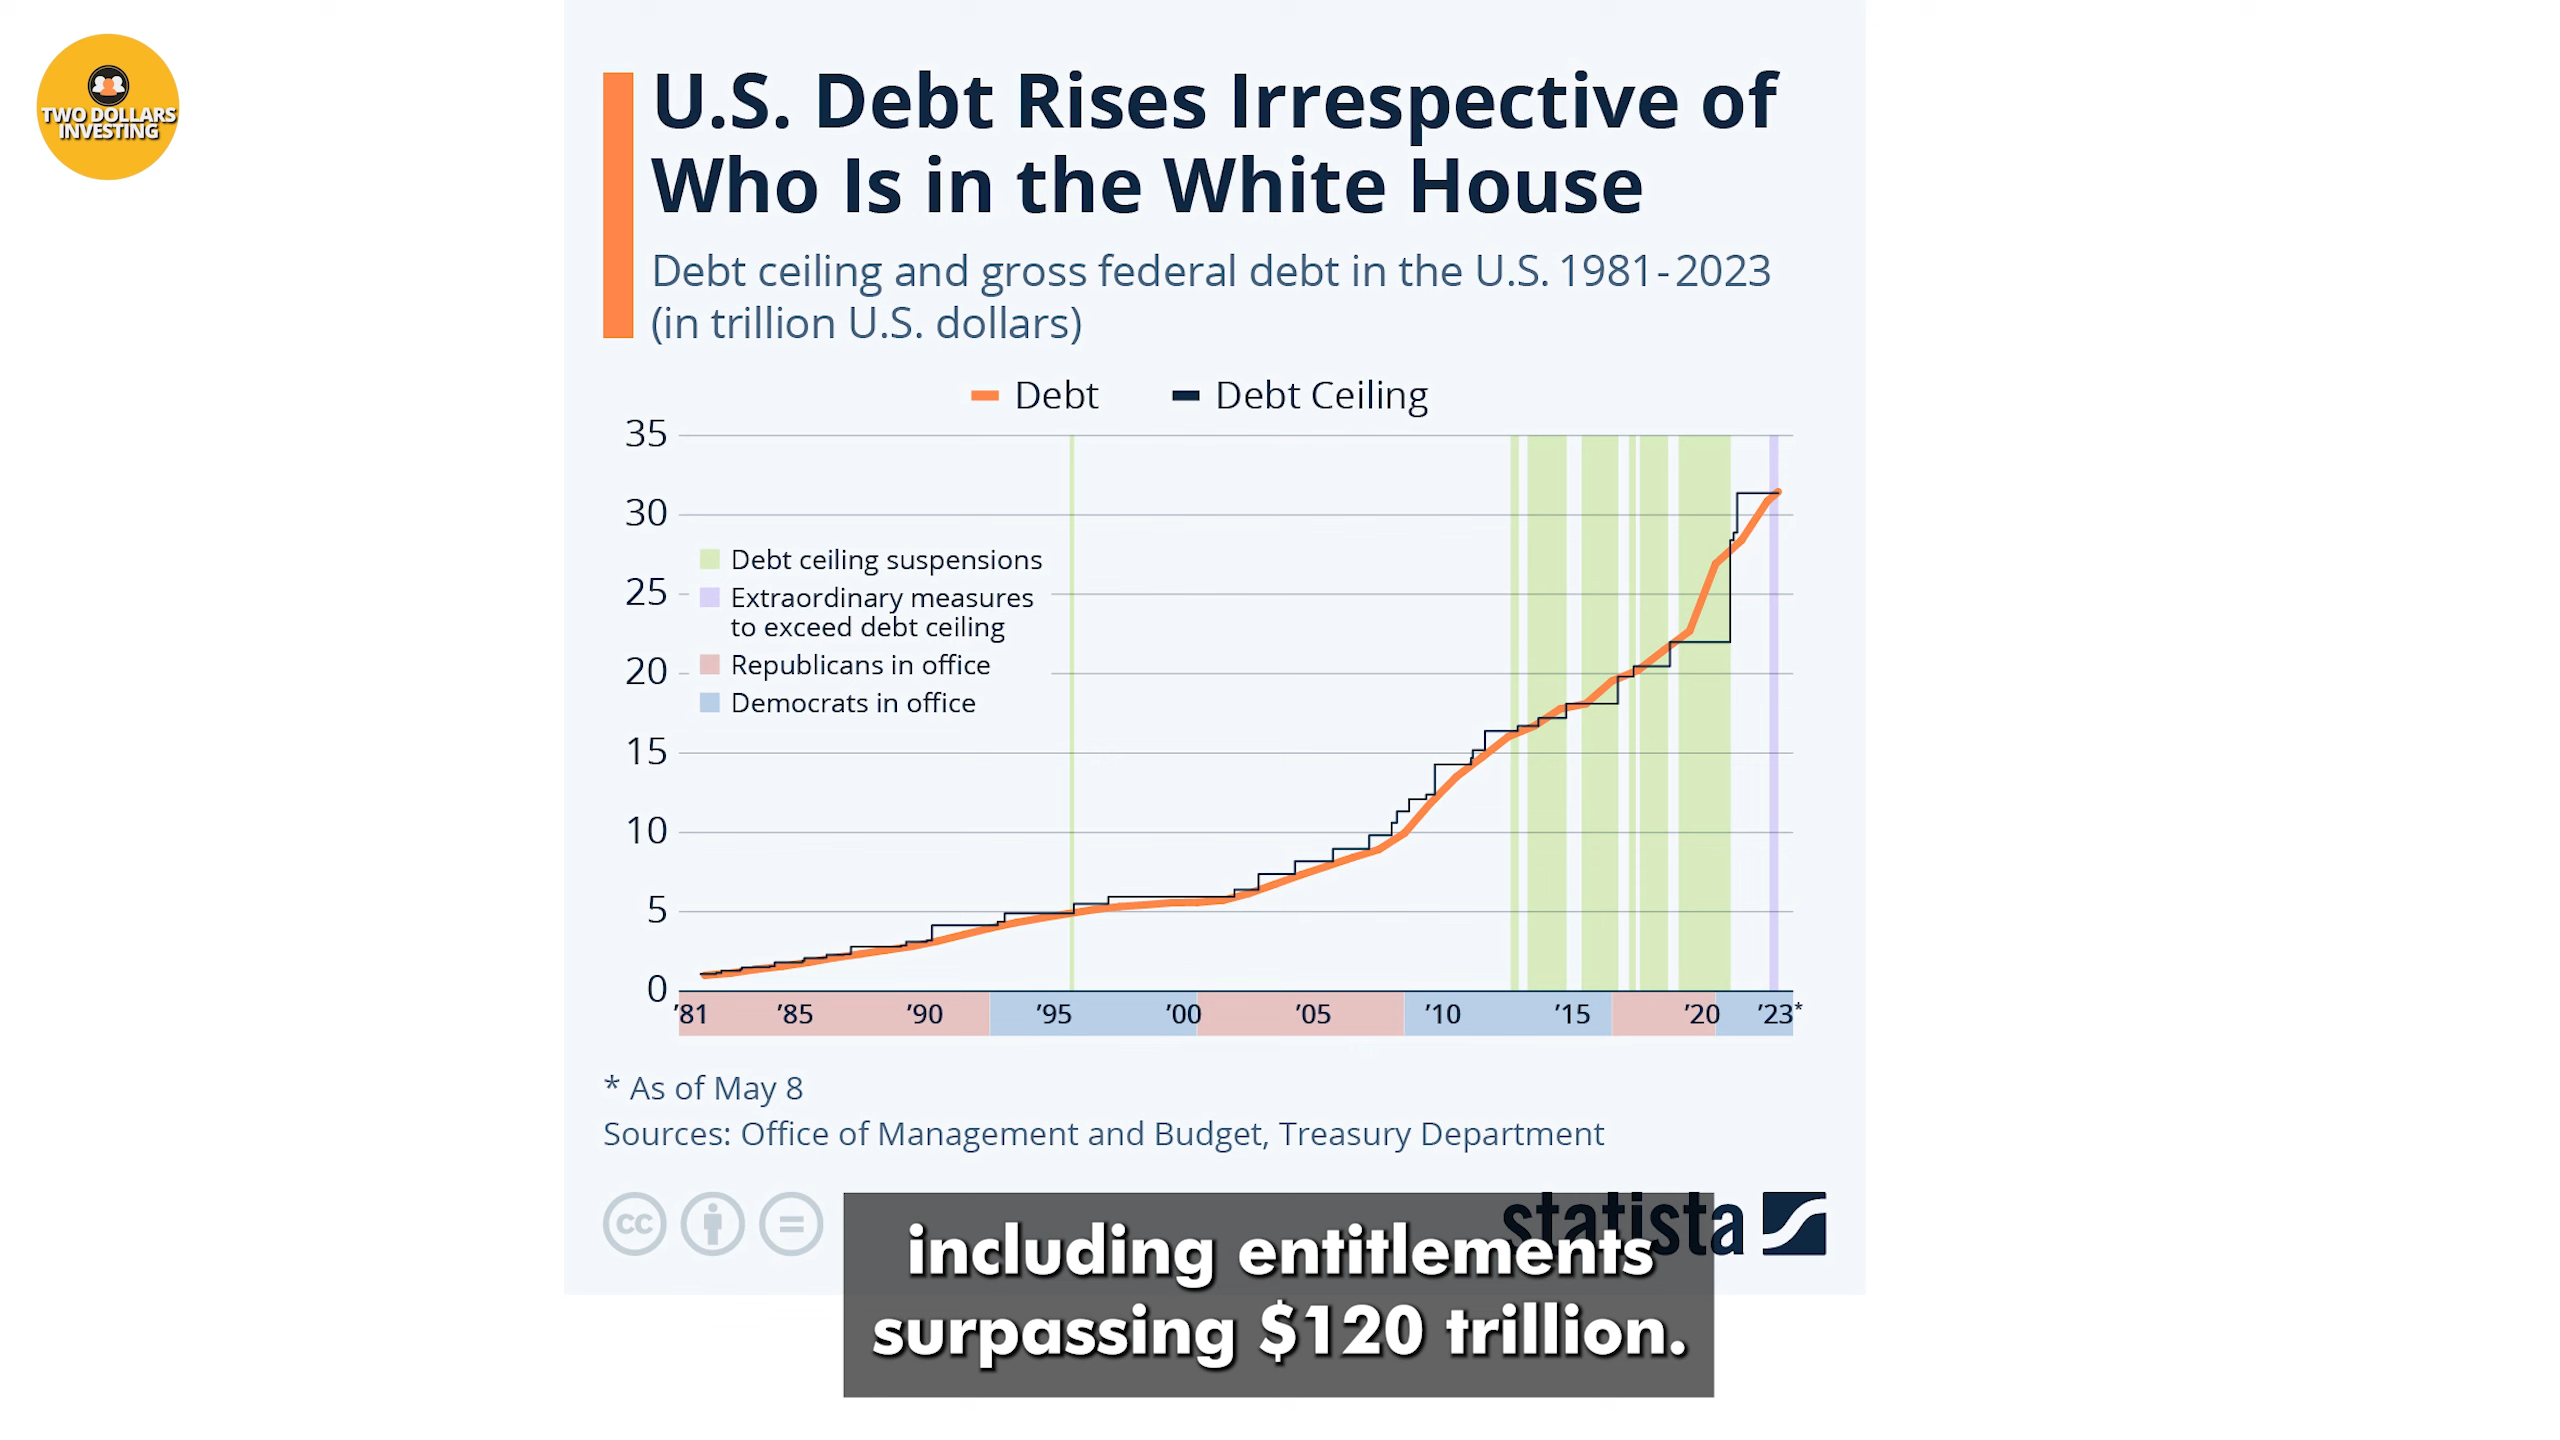 TWO DOLLARS
INVESTING
U.S. Debt Rises Irrespective of
Who Is in the White House
Debt ceiling and gross federal debt in the U.S. 1981-2023
(in trillion U.S. dollars)
Debt
Debt Ceiling
35
30
25
20
15
10
5
0
Debt ceiling suspensions
Extraordinary measures
to exceed debt ceiling
Republicans in office
Democrats in office
’81 ’85 ’90 ’95 ’00 ’05 ’10 ’15 ’20 ’23*
* As of May 8
Sources: Office of Management and Budget, Treasury Department
cc
statista
including entitlements
surpassing $120 trillion.